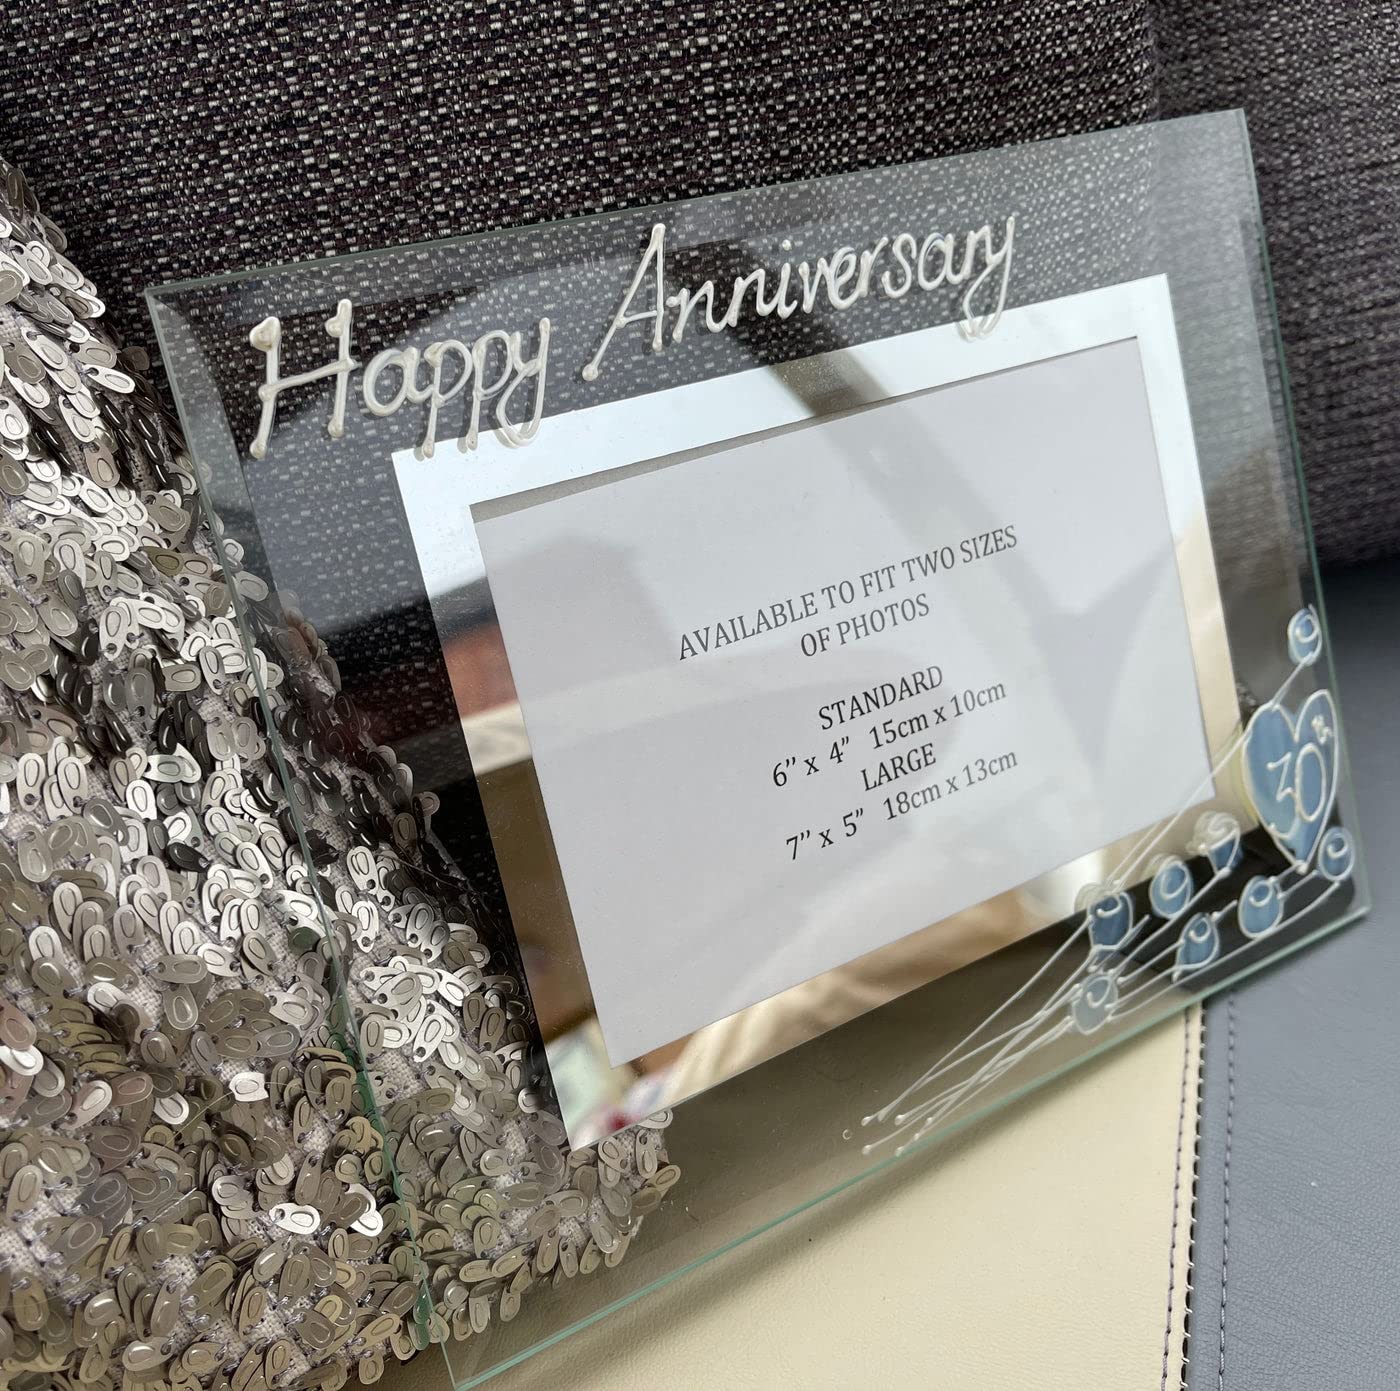 Happy Anniversary
AVAILABLE TO FIT TWO SIZES
OF PHOTOS
STANDARD
6’’ x 4” 15cm x 10cm
LARGE
7’’ x 5” 18cm x 13cm
30th